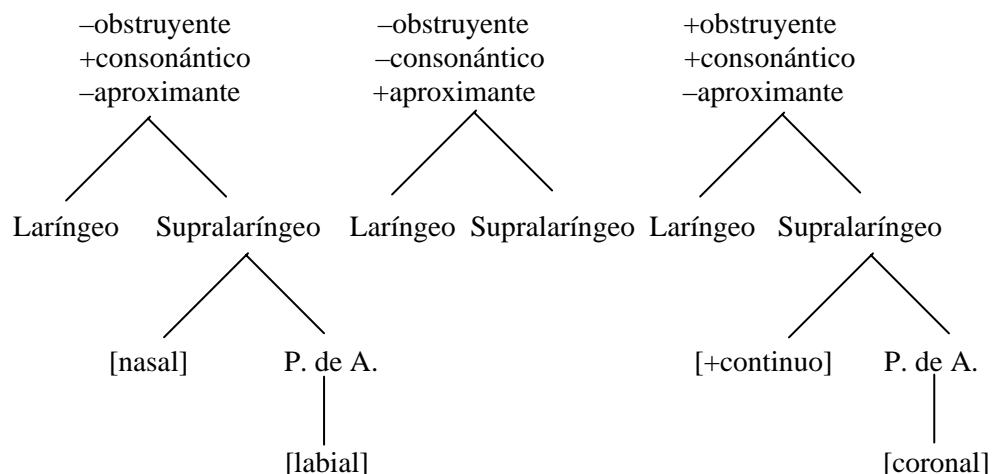 –obstruyente –obstruyente +obstruyente
+consonántico –consonántico +consonántico
–aproximante +aproximante –aproximante
Laríngeo Supralaríngeo Laríngeo Supralaríngeo Laríngeo Supralaríngeo
[nasal] P. de A. [+continuo] P. de A.
[labial] [coronal]